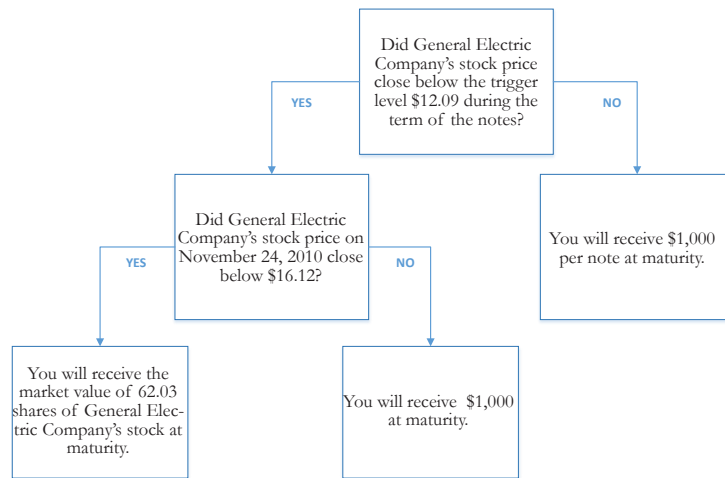 Did General Electric
Company's stock price
close below the trigger
level $12.09 during the
term of the notes?
YES
NO
Did General Electric
Company's stock price on
November 24, 2010 close
below $16.12?
You will receive $1,000
per note at maturity.
YES
NO
You will receive the
market value of 62.03
shares of General Elec-
tric Company's stock at
maturity.
You will receive $1,000
at maturity.